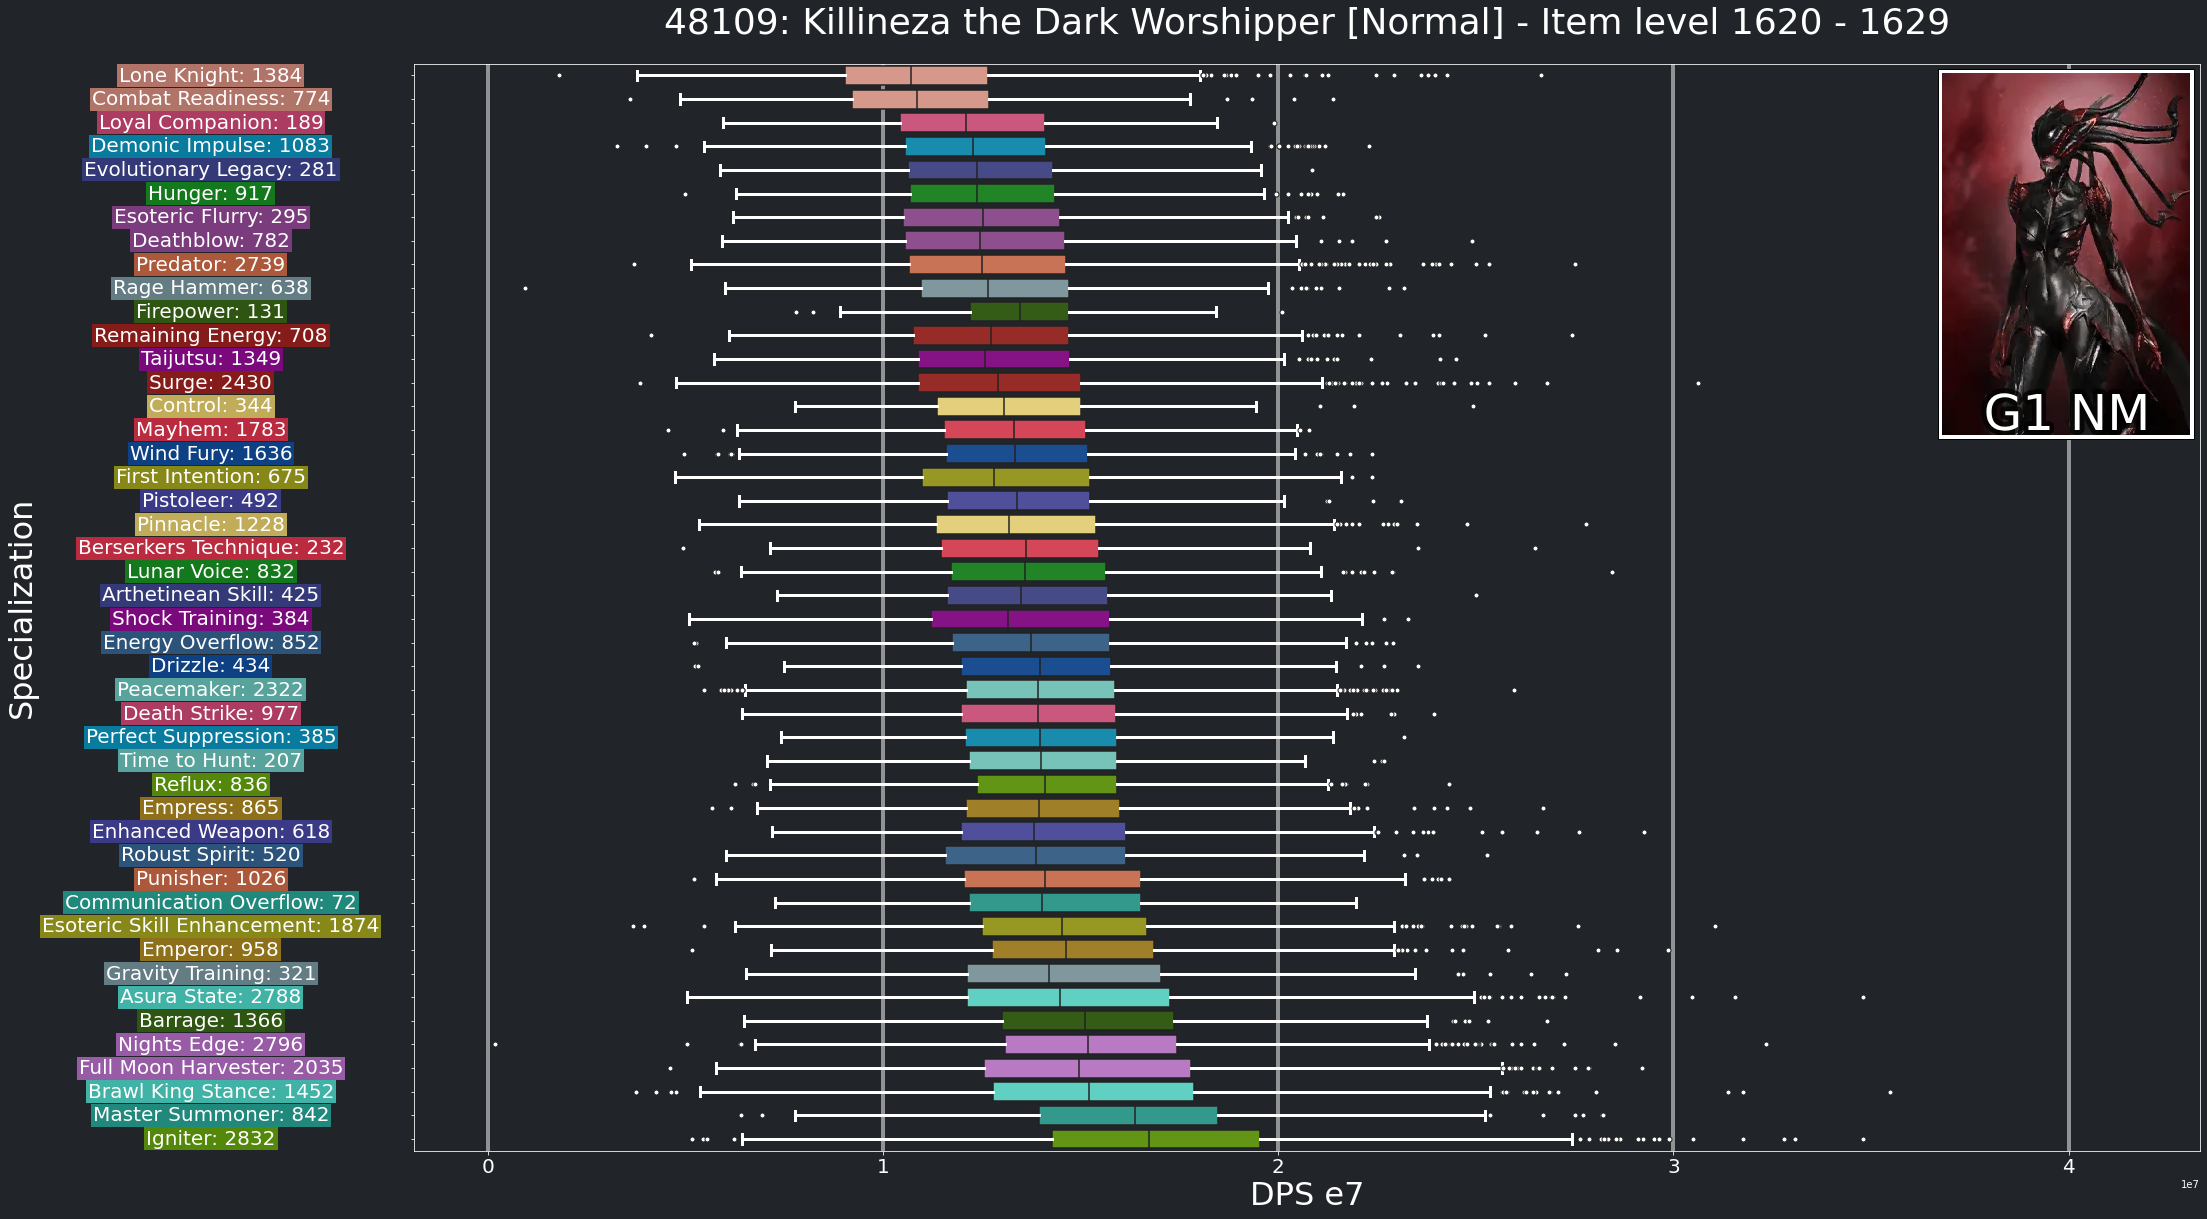 48109: Killineza the Dark Worshipper [Normal] - Item level 1620 - 1629
Lone Knight: 1384
Combat Readiness: 774
Loyal Companion: 189
Demonic Impulse: 1083
Evolutionary Legacy: 281
Hunger: 917
Esoteric Flurry: 295
Deathblow: 782
Predator: 2739
Rage Hammer: 638
Firepower: 131
Remaining Energy: 708
Taijutsu: 1349
Surge: 2430
Control: 344
Mayhem: 1783
Wind Fury: 1636
First Intention: 675
Pistoleer: 492
Pinnacle: 1228
Berserkers Technique: 232
Lunar Voice: 832
Arthetinean Skill: 425
Shock Training: 384
Energy Overflow: 852
Drizzle: 434
Peacemaker: 2322
Death Strike: 977
Perfect Suppression: 385
Time to Hunt: 207
Reflux: 836
Empress: 865
Enhanced Weapon: 618
Robust Spirit: 520
Punisher: 1026
Communication Overflow: 72
Esoteric Skill Enhancement: 1874
Emperor: 958
Gravity Training: 321
Asura State: 2788
Barrage: 1366
Nights Edge: 2796
Full Moon Harvester: 2035
Brawl King Stance: 1452
Master Summoner: 842
Igniter: 2832
Specialization
G1 NM
0 1 2 3 4
DPS e7
1e7